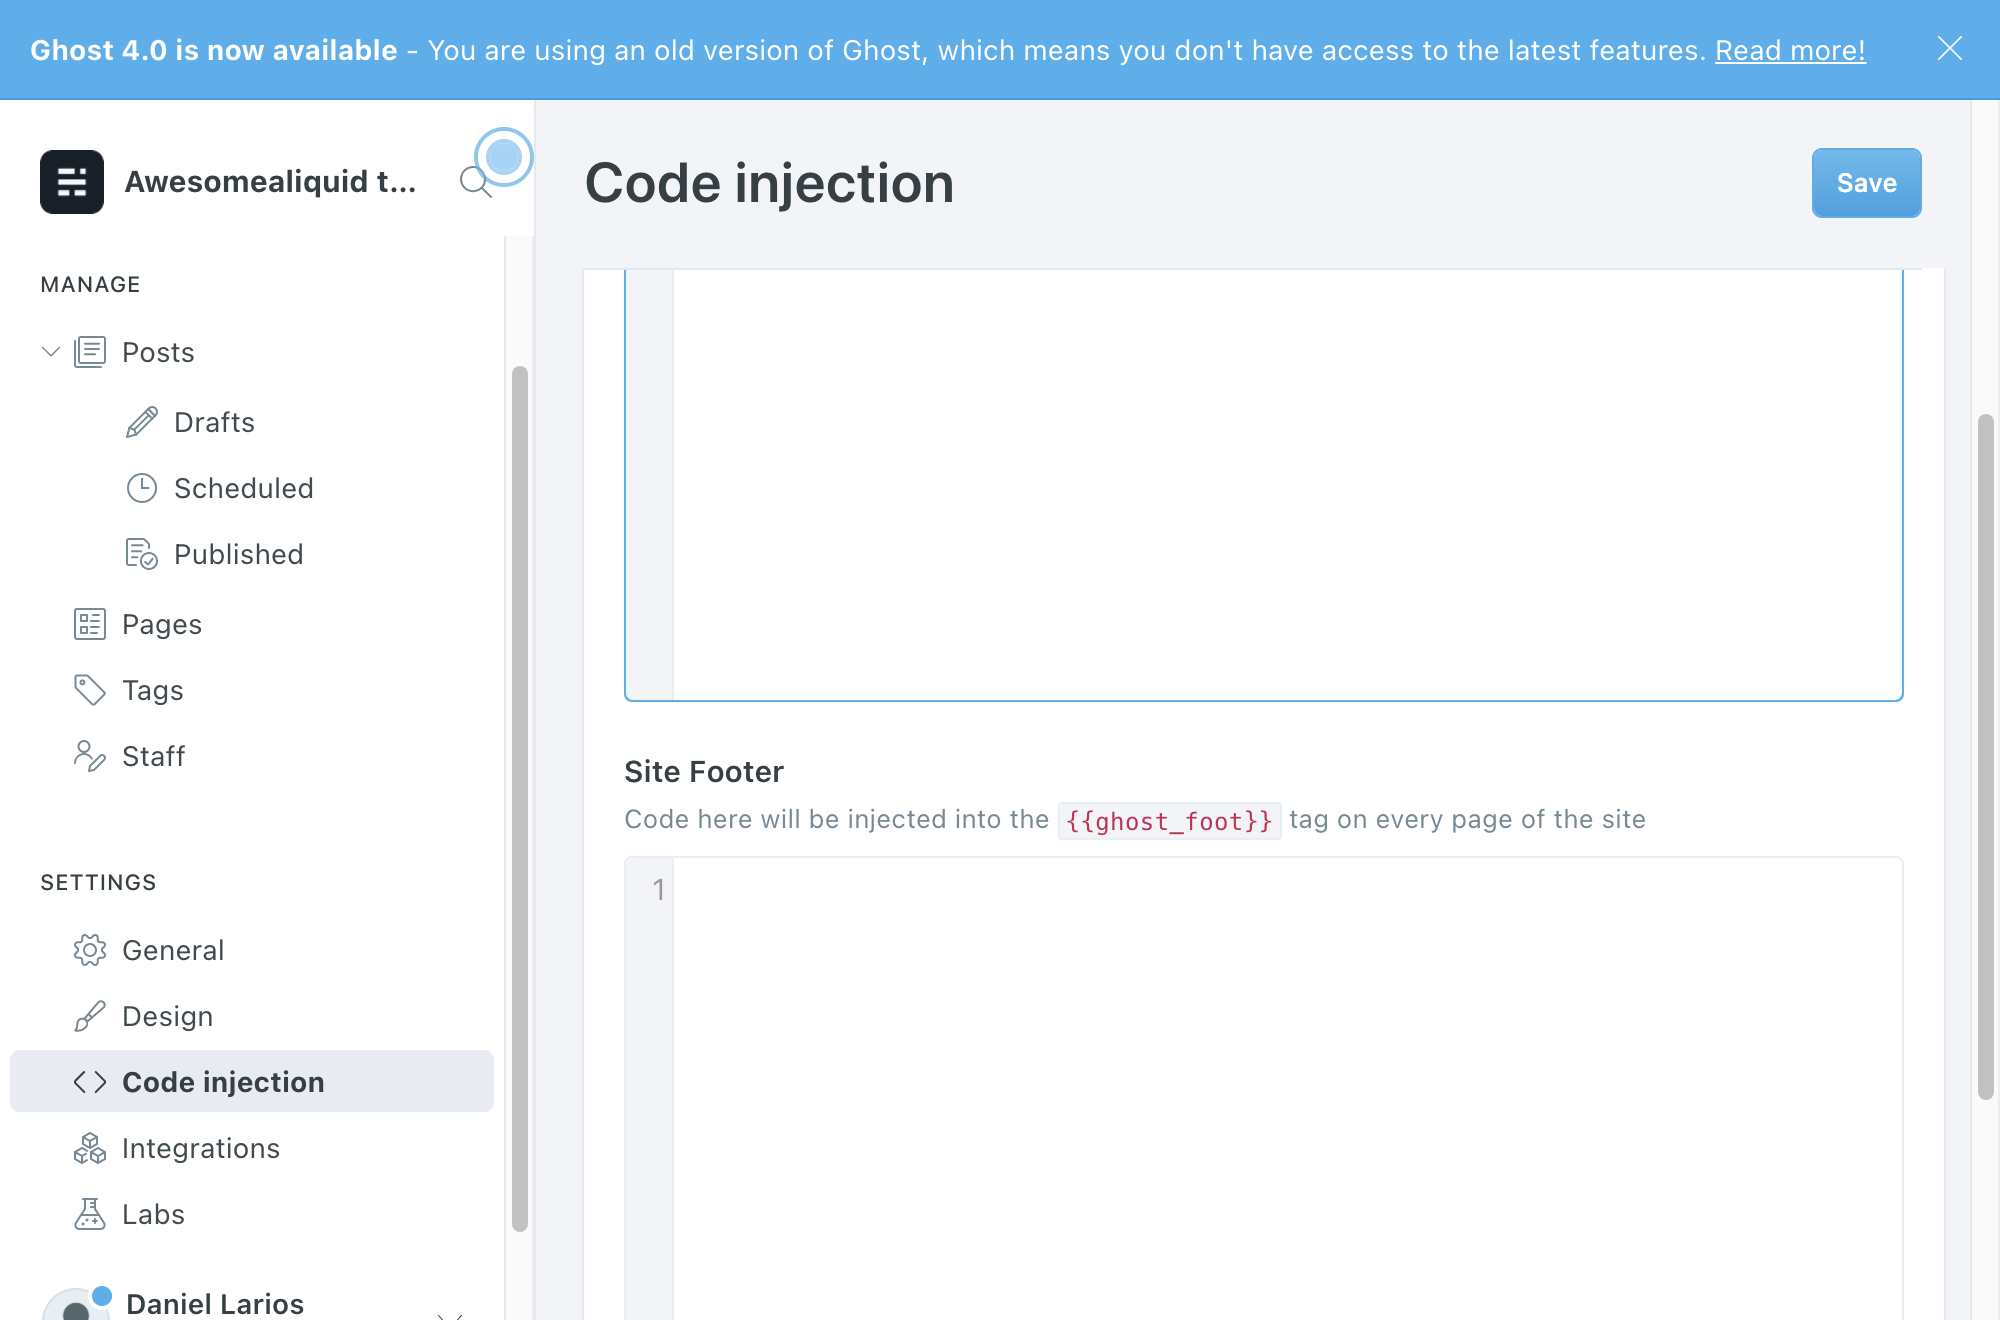 Ghost 4.0 is now available - You are using an old version of Ghost, which means you don't have access to the latest features. Read more!
Awesomealiquid t...
MANAGE
Posts
Drafts
Scheduled
Published
Pages
Tags
Staff
SETTINGS
General
Design
Code injection
Integrations
Labs
Daniel Larios
Code injection
Save
Site Footer
Code here will be injected into the {{ghost_foot}} tag on every page of the site
1